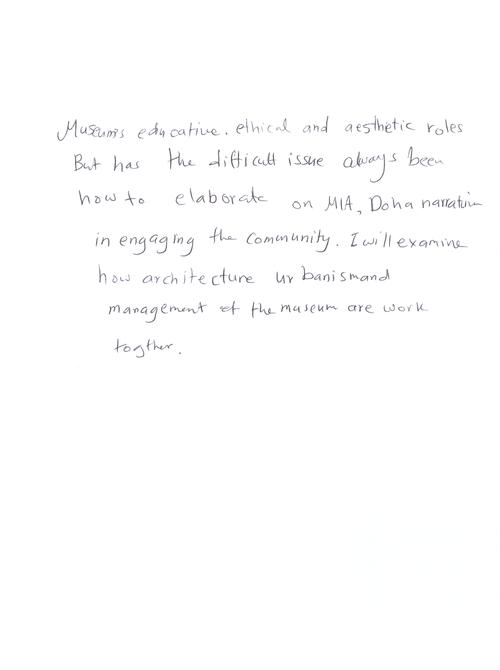 Museums educative. ethical and aesthetic roles
But has the difficult issue always been
how to elaborate on MIA, Doha narration
in engaging the Community. I will examine
how architecture urbanismand
management of the museum are work
togther.